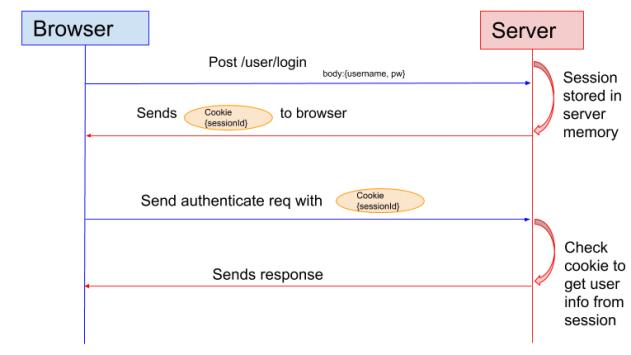 Browser
Server
Post /user/login
body:{username, pw}
Session
stored in
server
memory
Sends
Cookie
{sessionId}
to browser
Send authenticate req with
Cookie
{sessionId}
Check
cookie to
get user
info from
session
Sends response